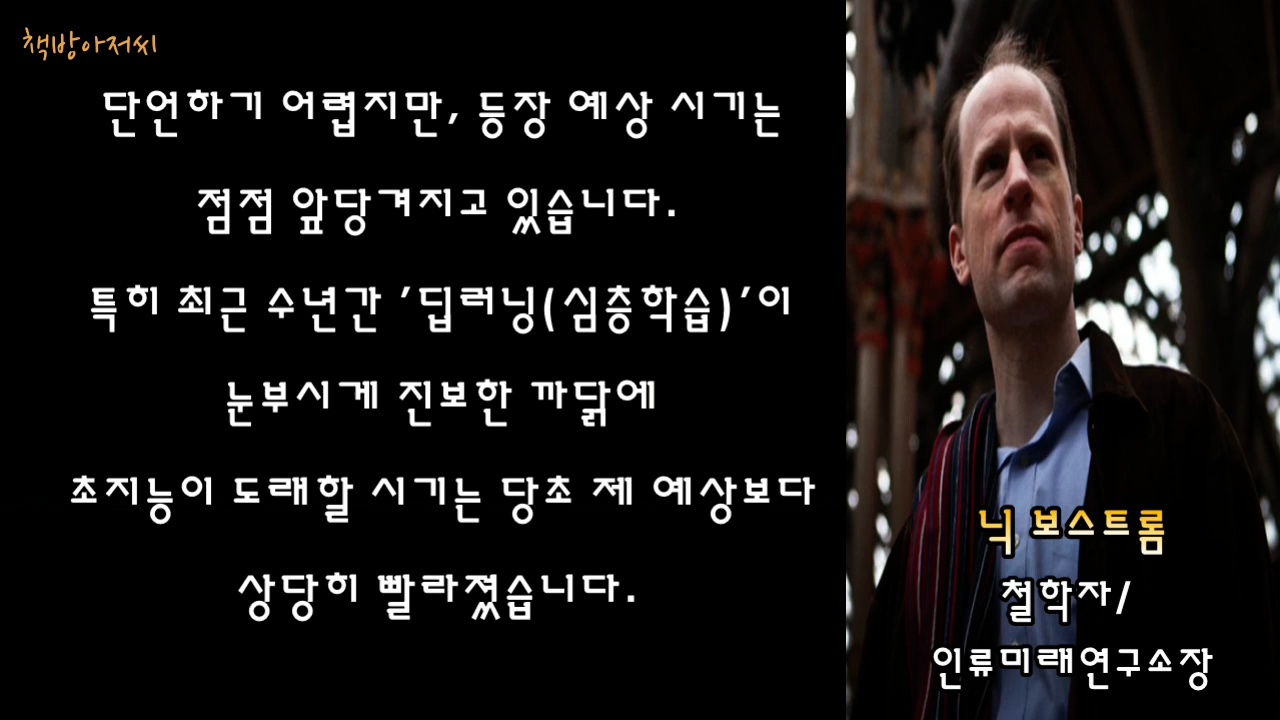 책방아저씨
단언하기 어렵지만, 등장 예상 시기는
점점 앞당겨지고 있습니다.
특히 최근 수년간 '딥러닝(심층학습)'이
눈부시게 진보한 까닭에
초지능이 도래할 시기는 당초 제 예상보다
상당히 빨라졌습니다.
닉 보스트롬
철학자/
인류미래연구소장